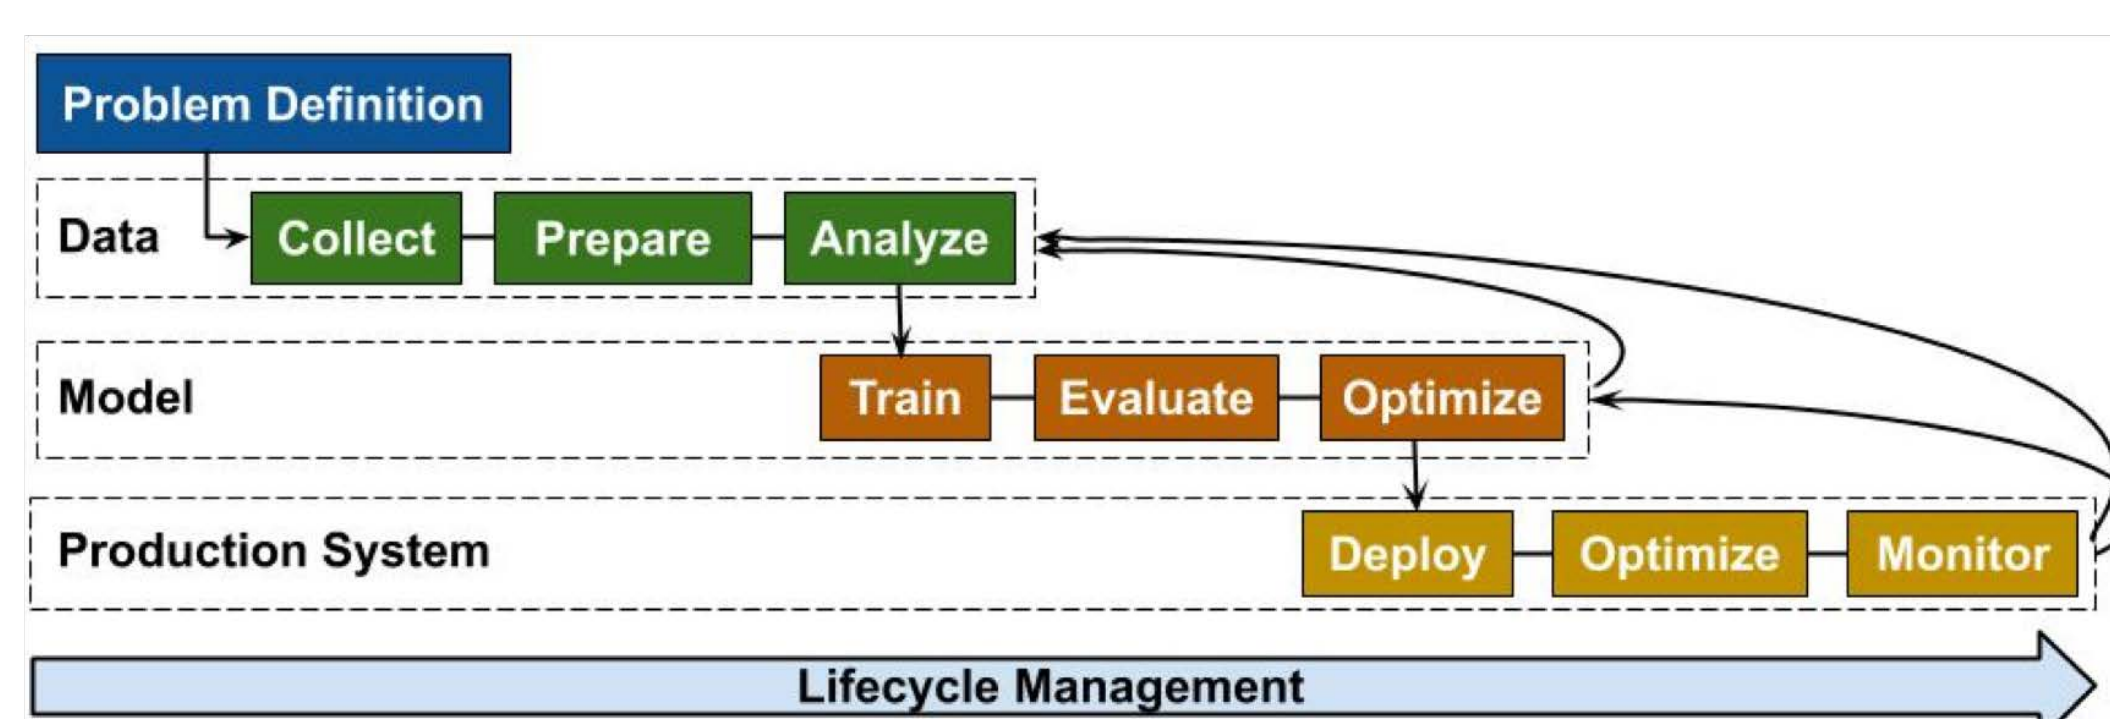 Problem Definition
Data Collect Prepare Analyze
Model Train Evaluate Optimize
Production System Deploy Optimize Monitor
Lifecycle Management